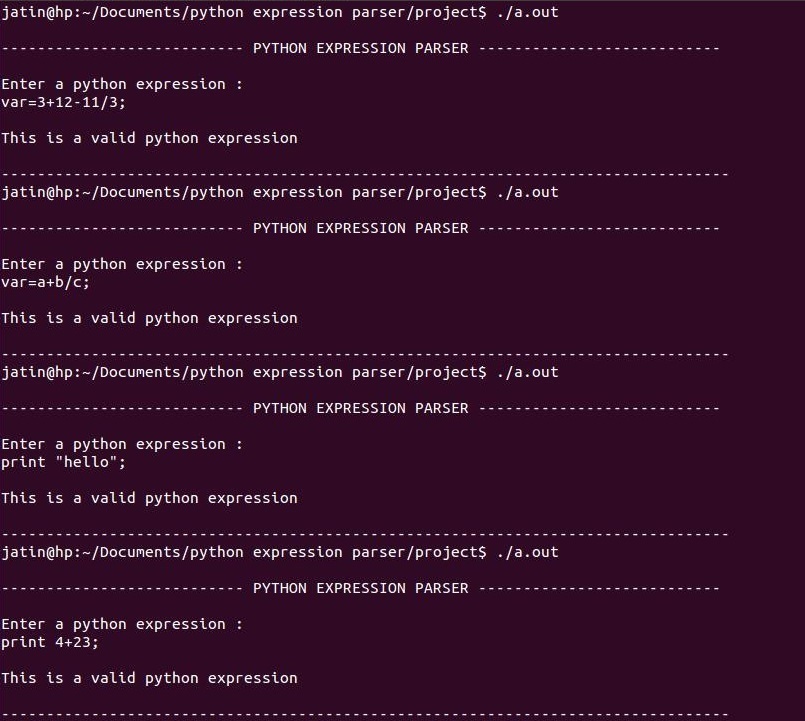 jatin@hp:~/Documents/python expression parser/project$ ./a.out
--------------------------- PYTHON EXPRESSION PARSER ---------------------------
Enter a python expression :
var=3+12-11/3;
This is a valid python expression
---------------------------------------------------------------------------------
jatin@hp:~/Documents/python expression parser/project$ ./a.out
--------------------------- PYTHON EXPRESSION PARSER ---------------------------
Enter a python expression :
var=a+b/c;
This is a valid python expression
---------------------------------------------------------------------------------
jatin@hp:~/Documents/python expression parser/project$ ./a.out
--------------------------- PYTHON EXPRESSION PARSER ---------------------------
Enter a python expression :
print "hello";
This is a valid python expression
---------------------------------------------------------------------------------
jatin@hp:~/Documents/python expression parser/project$ ./a.out
--------------------------- PYTHON EXPRESSION PARSER ---------------------------
Enter a python expression :
print 4+23;
This is a valid python expression
---------------------------------------------------------------------------------